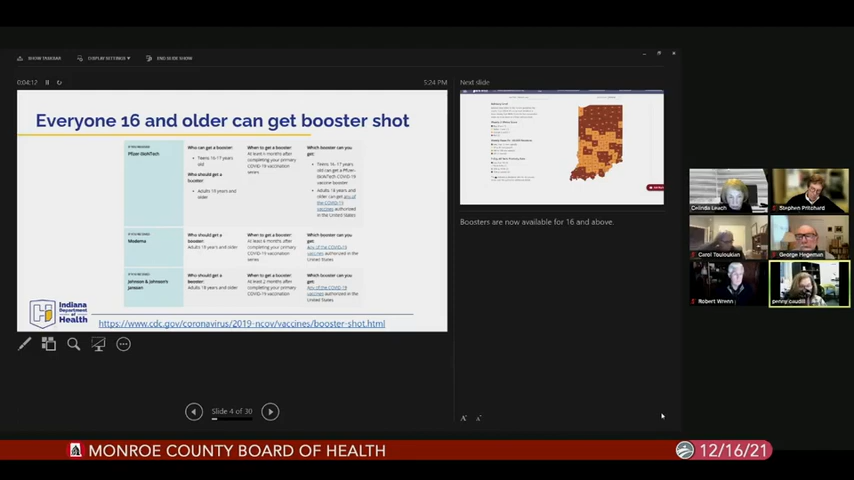 SHOW TASKBAR
DISPLAY SETTINGS ▾
END SLIDE SHOW
0:04:12
5:24 PM
Next slide
Everyone 16 and older can get booster shot
Pfizer-BioNTech
Who can get a booster:
Teens 16-17 years
old
Who should get a
booster:
Adults 18 years and
older
When to get a booster:
At least 6 months after
completing your primary
COVID-19 vaccination
series
Which booster can you
get:
Teens 16-17 years
old can get a Pfizer-
BioNTech COVID-19
vaccine booster
Adults 18 years and
older can get any of
the COVID-19
vaccines authorized
in the United States
Moderna
Who should get a
booster:
Adults 18 years and older
When to get a booster:
At least 6 months after
completing your primary
COVID-19 vaccination
series
Which booster can you
get:
Any of the COVID-19
vaccines authorized in the
United States
Johnson & Johnson's
Janssen
Who should get a
booster:
Adults 18 years and older
When to get a booster:
At least 2 months after
completing your
COVID-19 vaccination
Which booster can you
get:
Any of the COVID-19
vaccines authorized in the
United States
Indiana
Department
of
Health
https://www.cdc.gov/coronavirus/2019-ncov/vaccines/booster-shot.html
Boosters are now available for 16 and above.
Slide 4 of 30
Stephen Pritchard
Carol Touloukian
George Hegeman
Robert Wrenn
penny caudill
MONROE COUNTY BOARD OF HEALTH
12/16/21